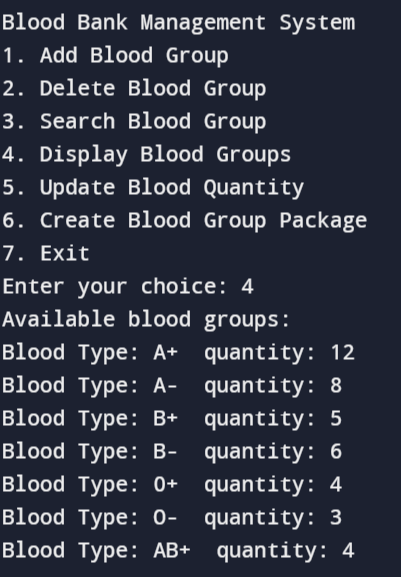 Blood Bank Management System
1. Add Blood Group
2. Delete Blood Group
3. Search Blood Group
4. Display Blood Groups
5. Update Blood Quantity
6. Create Blood Group Package
7. Exit
Enter your choice: 4
Available blood groups:
Blood Type: A+  quantity: 12
Blood Type: A-  quantity: 8
Blood Type: B+  quantity: 5
Blood Type: B-  quantity: 6
Blood Type: O+  quantity: 4
Blood Type: O-  quantity: 3
Blood Type: AB+  quantity: 4